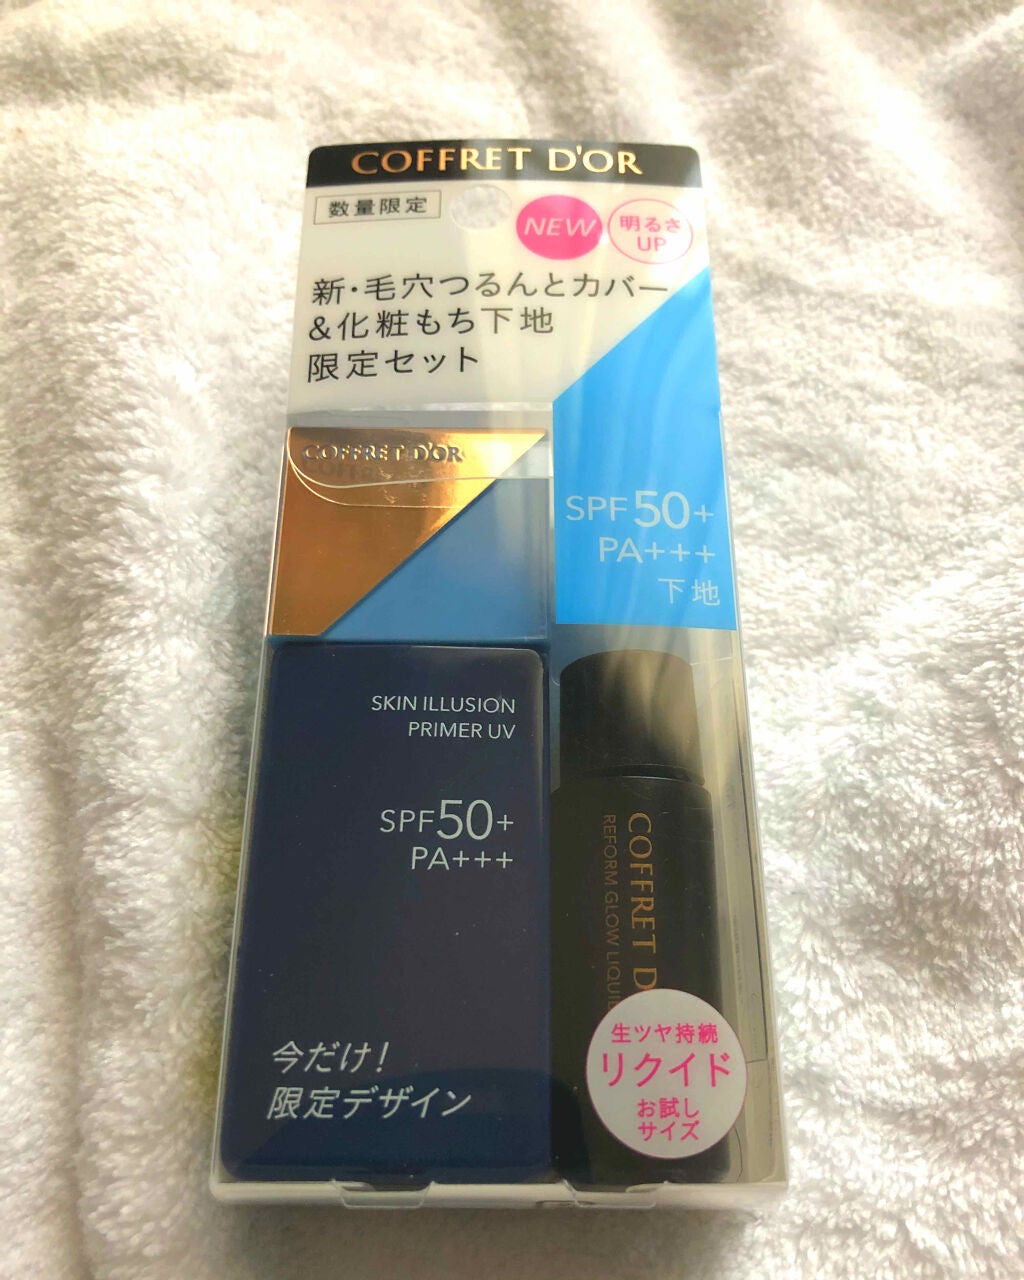 COFFRET D'OR
数量限定
NEW
明るさ
UP
新・毛穴つるんとカバー
&化粧もち下地
限定セット
COFFRET D'OR
SPF50+
PA+++
下地
SKIN ILLUSION
PRIMER UV
SPF50+
PA+++
今だけ!
限定デザイン
COFFRET D'
REFORM GLOW LIQUID
生ツヤ持続
リクイド
お試し
サイズ